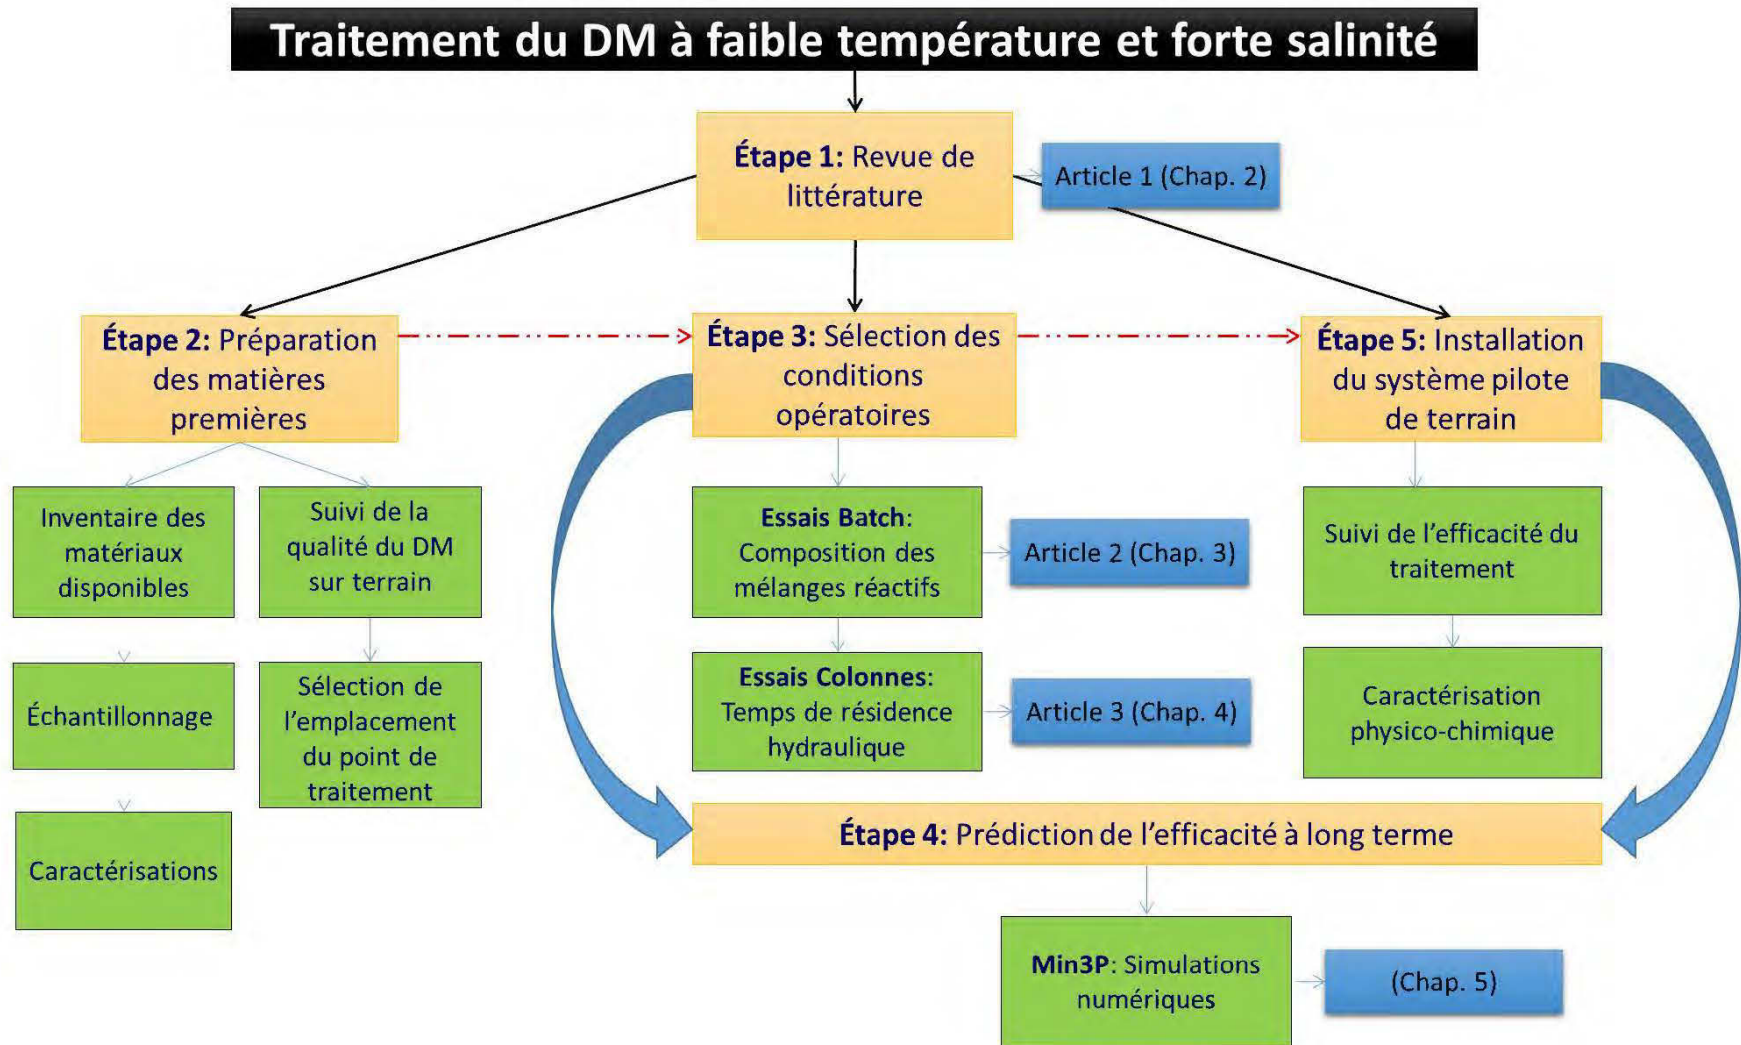 Traitement du DM à faible température et forte salinité
Étape 1: Revue de
littérature
Article 1 (Chap. 2)
Étape 2: Préparation
des matières
premières
Étape 3: Sélection des
conditions
opératoires
Étape 5: Installation
du système pilote
de terrain
Inventaire des
matériaux
disponibles
Suivi de la
qualité du DM
sur terrain
Essais Batch:
Composition des
mélanges réactifs
Article 2 (Chap. 3)
Suivi de l'efficacité du
traitement
Échantillonnage
Sélection de
l'emplacement
du point de
traitement
Essais Colonnes:
Temps de résidence
hydraulique
Article 3 (Chap. 4)
Caractérisation
physico-chimique
Caractérisations
Étape 4: Prédiction de l'efficacité à long terme
Min3P: Simulations
numériques
(Chap. 5)